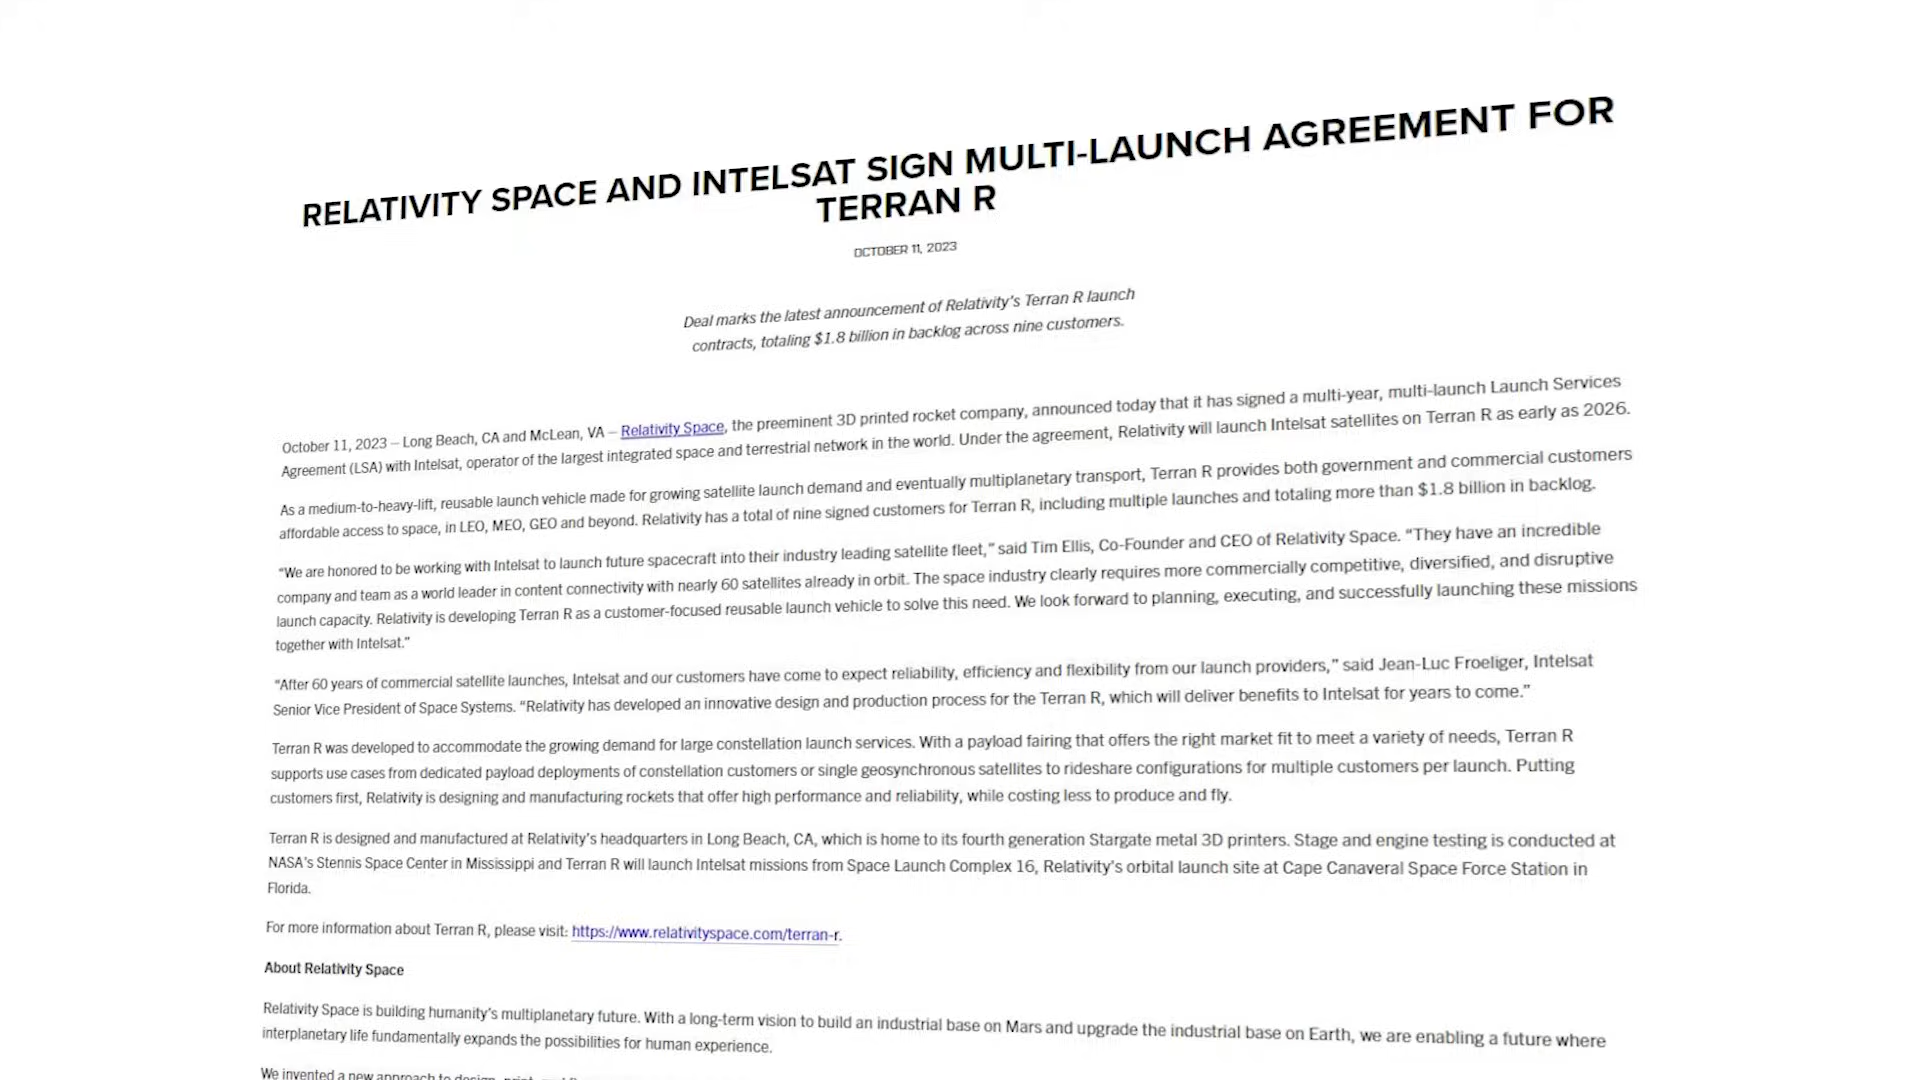 RELATIVITY SPACE AND INTELSAT SIGN MULTI-LAUNCH AGREEMENT FOR
TERRAN R
OCTOBER 11, 2023
Deal marks the latest announcement of Relativity's Terran R launch
contracts, totaling $1.8 billion in backlog across nine customers.
October 11, 2023 – Long Beach, CA and McLean, VA – Relativity Space, the preeminent 3D printed rocket company, announced today that it has signed a multi-year, multi-launch Launch Services
Agreement (LSA) with Intelsat, operator of the largest integrated space and terrestrial network in the world. Under the agreement, Relativity will launch Intelsat satellites on Terran R as early as 2026.
As a medium-to-heavy-lift, reusable launch vehicle made for growing satellite launch demand and eventually multiplanetary transport, Terran R provides both government and commercial customers
affordable access to space, in LEO, MEO, GEO and beyond. Relativity has a total of nine signed customers for Terran R, including multiple launches and totaling more than $1.8 billion in backlog.
“We are honored to be working with Intelsat to launch future spacecraft into their industry leading satellite fleet,” said Tim Ellis, Co-Founder and CEO of Relativity Space. “They have an incredible
company and team as a world leader in content connectivity with nearly 60 satellites already in orbit. The space industry clearly requires more commercially competitive, diversified, and disruptive
launch capacity. Relativity is developing Terran R as a customer-focused reusable launch vehicle to solve this need. We look forward to planning, executing, and successfully launching these missions
together with Intelsat.”
“After 60 years of commercial satellite launches, Intelsat and our customers have come to expect reliability, efficiency and flexibility from our launch providers,” said Jean-Luc Froeliger, Intelsat
Senior Vice President of Space Systems. “Relativity has developed an innovative design and production process for the Terran R, which will deliver benefits to Intelsat for years to come.”
Terran R was developed to accommodate the growing demand for large constellation launch services. With a payload fairing that offers the right market fit to meet a variety of needs, Terran R
supports use cases from dedicated payload deployments of constellation customers or single geosynchronous satellites to rideshare configurations for multiple customers per launch. Putting
customers first, Relativity is designing and manufacturing rockets that offer high performance and reliability, while costing less to produce and fly.
Terran R is designed and manufactured at Relativity's headquarters in Long Beach, CA, which is home to its fourth generation Stargate metal 3D printers. Stage and engine testing is conducted at
NASA's Stennis Space Center in Mississippi and Terran R will launch Intelsat missions from Space Launch Complex 16, Relativity's orbital launch site at Cape Canaveral Space Force Station in
Florida.
For more information about Terran R, please visit: https://www.relativityspace.com/terran-r.
About Relativity Space
Relativity Space is building humanity's multiplanetary future. With a long-term vision to build an industrial base on Mars and upgrade the industrial base on Earth, we are enabling a future where
interplanetary life fundamentally expands the possibilities for human experience.
We invented a new approach to design, print, and